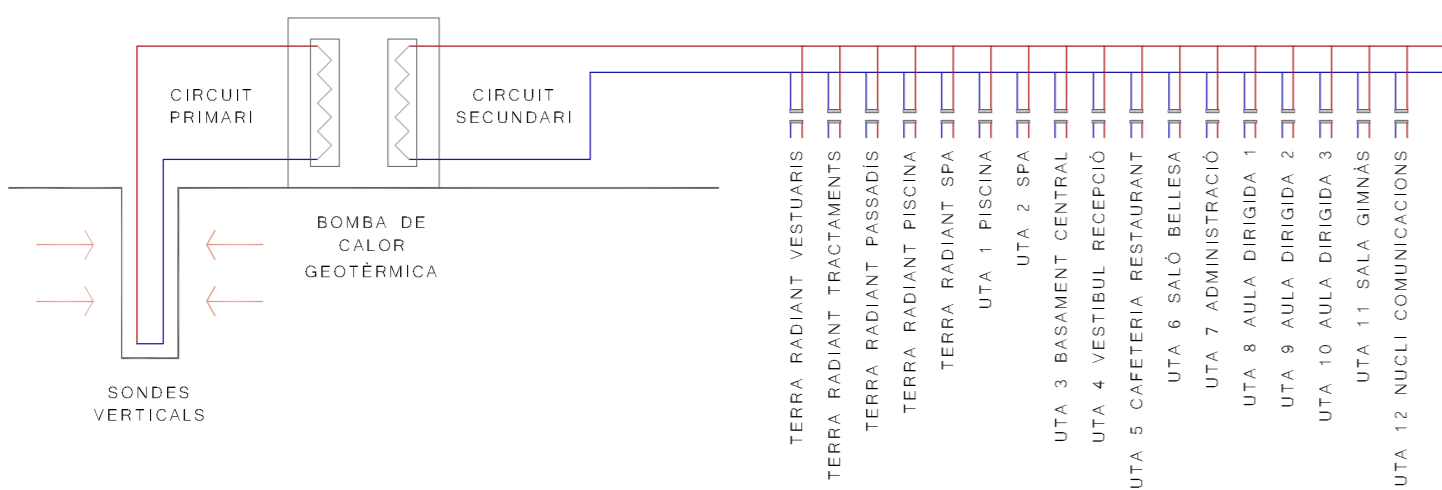 CIRCUIT
PRIMARI
CIRCUIT
SECUNDARI
BOMBA DE
CALOR
GEOTÈRMICA
SONDES
VERTICALS
TERRA RADIANT VESTUARIS
TERRA RADIANT TRACTAMENTS
TERRA RADIANT PASSADÍS
TERRA RADIANT PISCINA
TERRA RADIANT SPA
UTA 1 PISCINA
UTA 2 SPA
UTA 3 BASAMENT CENTRAL
UTA 4 VESTIBUL RECEPCIÓ
UTA 5 CAFETERIA RESTAURANT
UTA 6 SALÓ BELLESA
UTA 7 ADMINISTRACIÓ
UTA 8 AULA DIRIGIDA 1
UTA 9 AULA DIRIGIDA 2
UTA 10 AULA DIRIGIDA 3
UTA 11 SALA GIMNÀS
UTA 12 NUCLI COMUNICACIONS